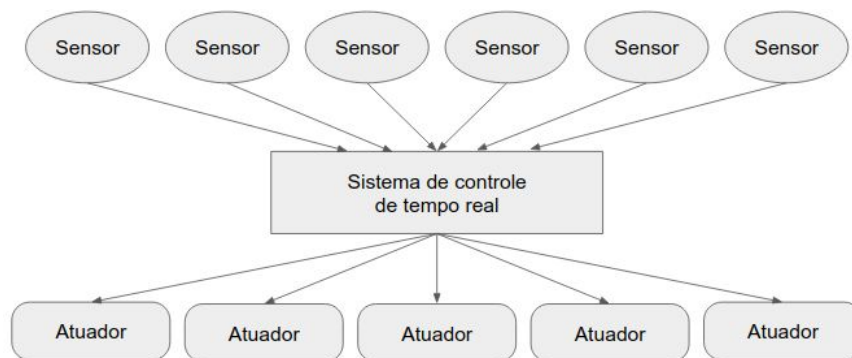 Sensor
Sensor
Sensor
Sensor
Sensor
Sensor
Sistema de controle
de tempo real
Atuador
Atuador
Atuador
Atuador
Atuador